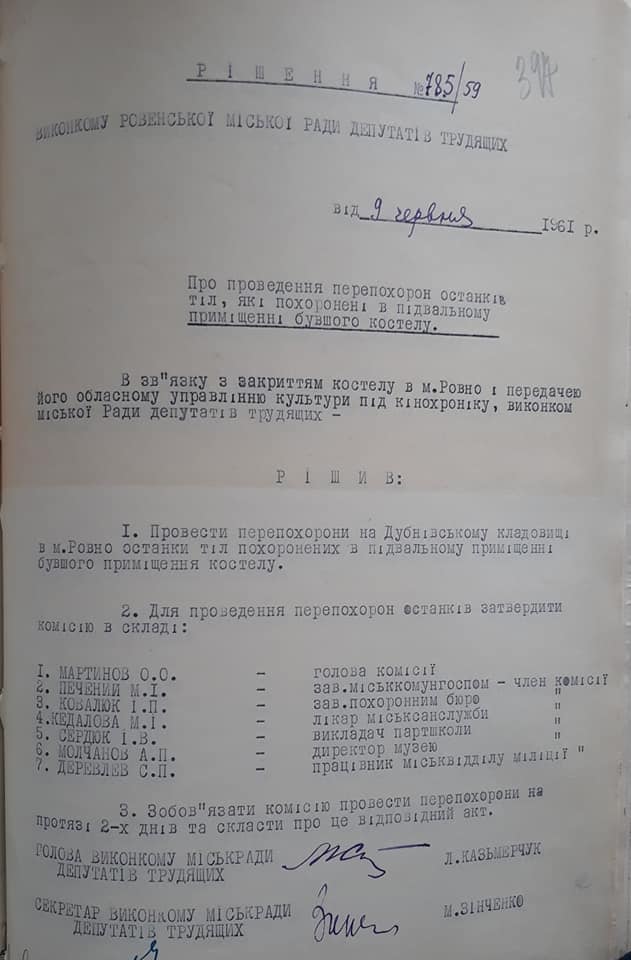 РІШЕННЯ №785/59
397
ВИКОНКОМУ РОВЕНСЬКОЇ МІСЬКОЇ РАДИ ДЕПУТАТІВ ТРУДЯЩИХ
від 9 червня 1961 р.
Про проведення перепохорон останків
тіл, які похоронені в підвальному
приміщенні бувшого костелу.
В зв"язку з закриттям костелу в м.Ровно і передачею
його обласному управлінню культури під кінохроніку, виконком
міської Ради депутатів трудящих –
РІШИВ:
1. Провести перепохорони на Дубнівському кладовищі
в м.Ровно останки тіл похоронених в підвальному приміщенні
бувшого приміщення костелу.
2. Для проведення перепохорон останків затвердити
комісію в складі:
1. МАРТИНОВ О.О. – голова комісії
2. ПЕЧЕНИЙ М.І. – зав.міськкомунгоспом – член комісії
3. КОВАЛЮК І.П. – зав.похоронним бюро "
4.КЕДАЛОВА М.І. – лікар міськсанслужби "
5. СЕРДЮК І.В. – викладач партшколи "
6. МОЛЧАНОВ А.П. – директор музею
7. ДЕРЕВЛЕВ С.П. – працівник міськвідділу міліції "
3. Зобов"язати комісію провести перепохорони на
протязі 2-х днів та скласти про це відповідний акт.
ГОЛОВА ВИКОНКОМУ МІСЬКРАДИ
ДЕПУТАТІВ ТРУДЯЩИХ Л.КАЗЬМЕРЧУК
СЕКРЕТАР ВИКОНКОМУ МІСЬКРАДИ
ДЕПУТАТІВ ТРУДЯЩИХ М.ЗІНЧЕНКО